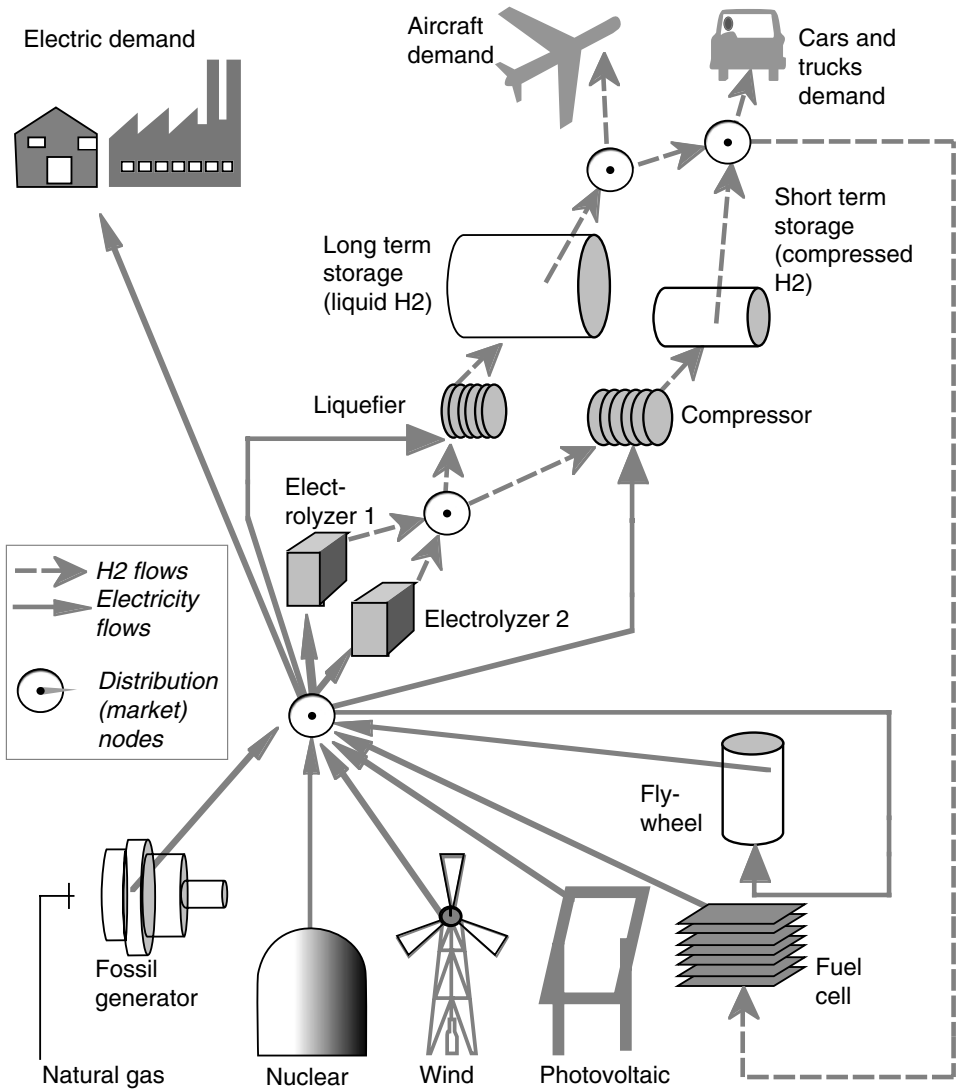 Electric demand
Aircraft
demand
Cars and
trucks
demand
Short term
storage
(compressed
H2)
Long term
storage
(liquid H2)
Liquefier
Compressor
Elect-
rolyzer 1
Electrolyzer 2
H2 flows
Electricity
flows
Distribution
(market)
nodes
Fly-
wheel
Fossil
generator
Fuel
cell
Natural gas
Nuclear
Wind
Photovoltaic